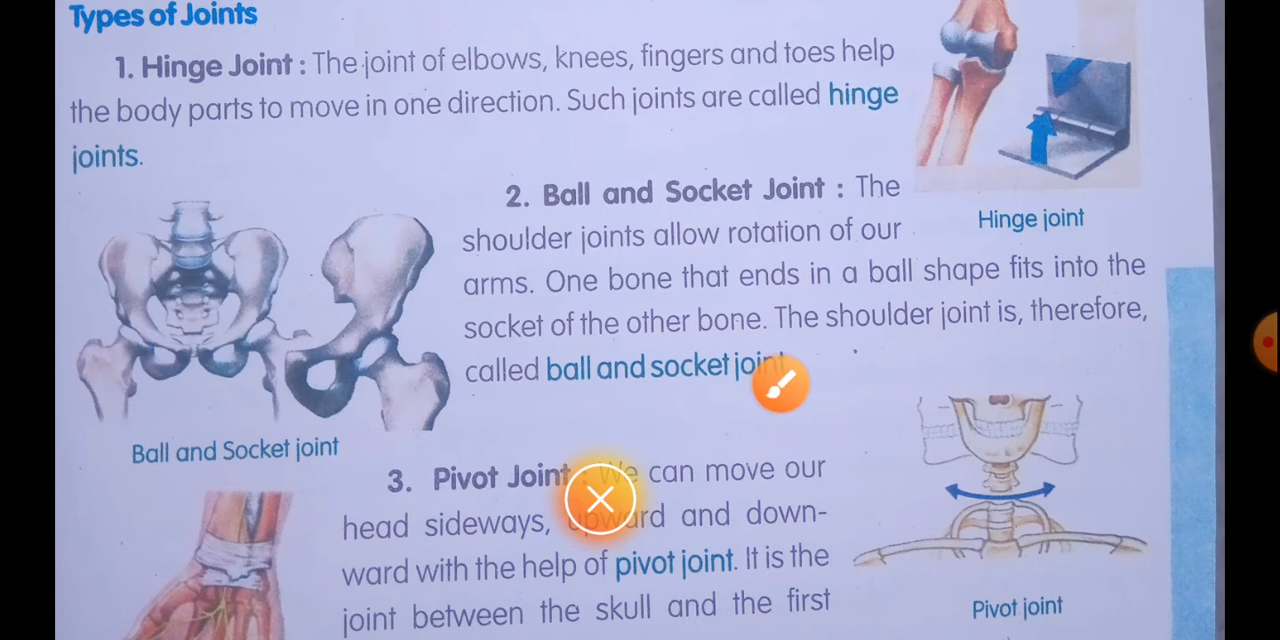 Types of Joints
1. Hinge Joint : The joint of elbows, knees, fingers and toes help
the body parts to move in one direction. Such joints are called hinge
joints.
Hinge joint
2. Ball and Socket Joint : The
shoulder joints allow rotation of our
arms. One bone that ends in a ball shape fits into the
socket of the other bone. The shoulder joint is, therefore,
called ball and socket joint
Ball and Socket joint
3. Pivot Joint : We can move our
head sideways, upward and down-
ward with the help of pivot joint. It is the
joint between the skull and the first
Pivot joint